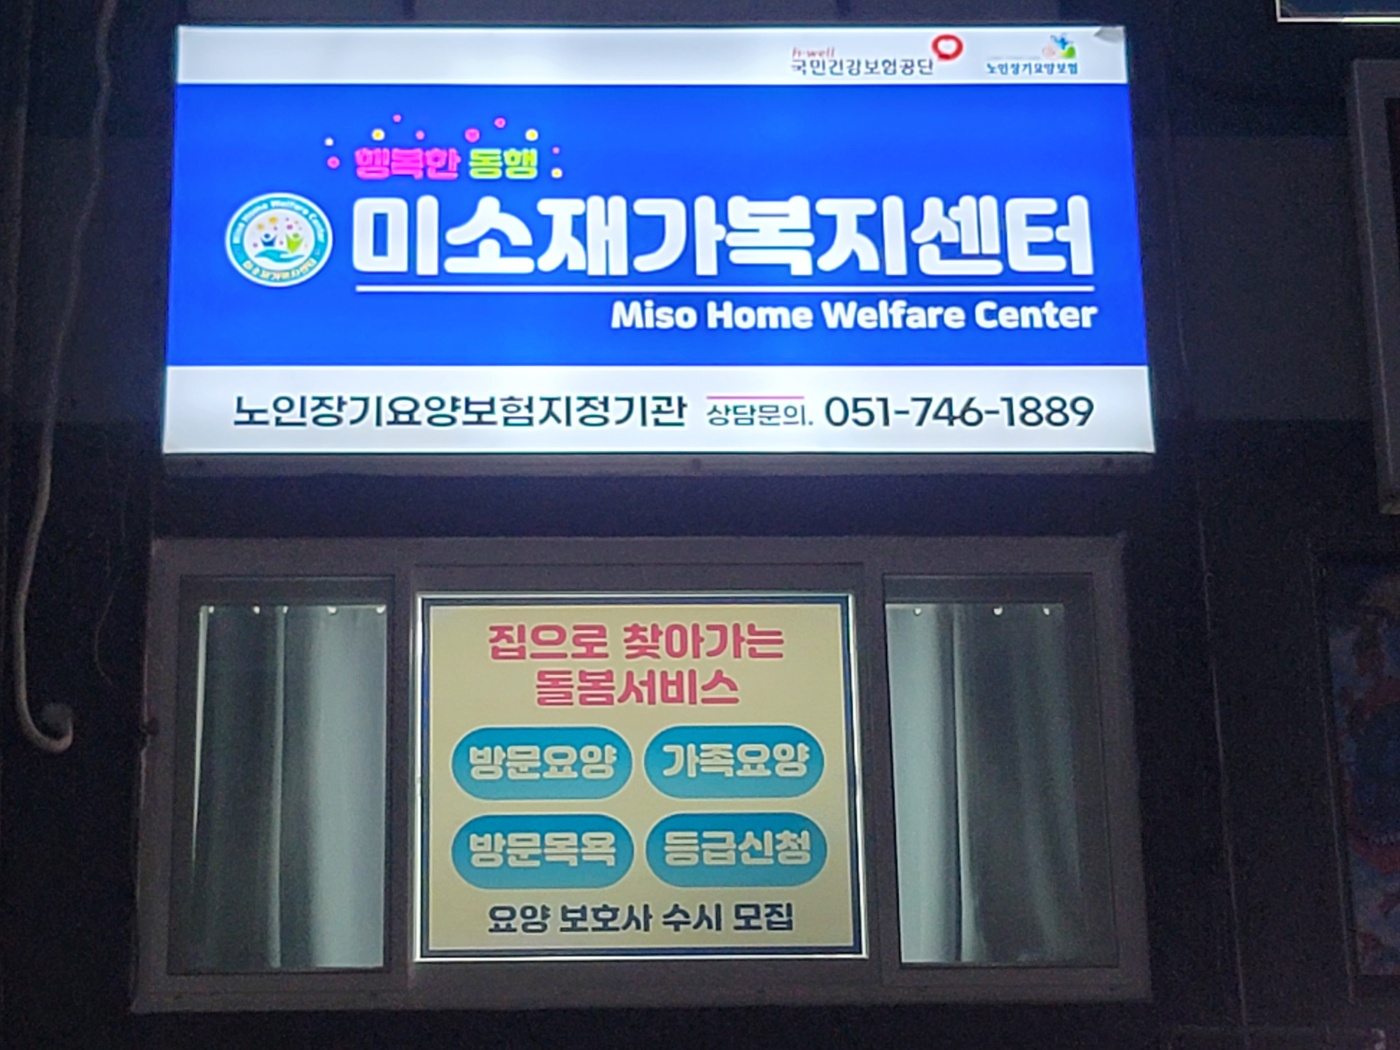 h·well
국민건강보험공단
노인장기요양보험
행복한 동행
미소재가복지센터
Miso Home Welfare Center
노인장기요양보험지정기관 상담문의. 051-746-1889
집으로 찾아가는
돌봄서비스
방문요양 가족요양
방문목욕 등급신청
요양 보호사 수시 모집